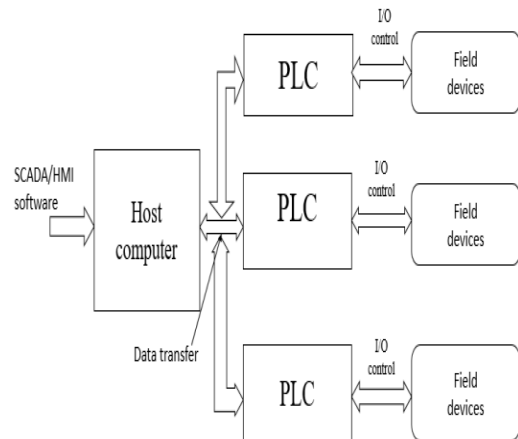 I/O
control
PLC
Field
devices
SCADA/HMI
software
Host
computer
I/O
control
PLC
Field
devices
Data transfer
I/O
control
PLC
Field
devices